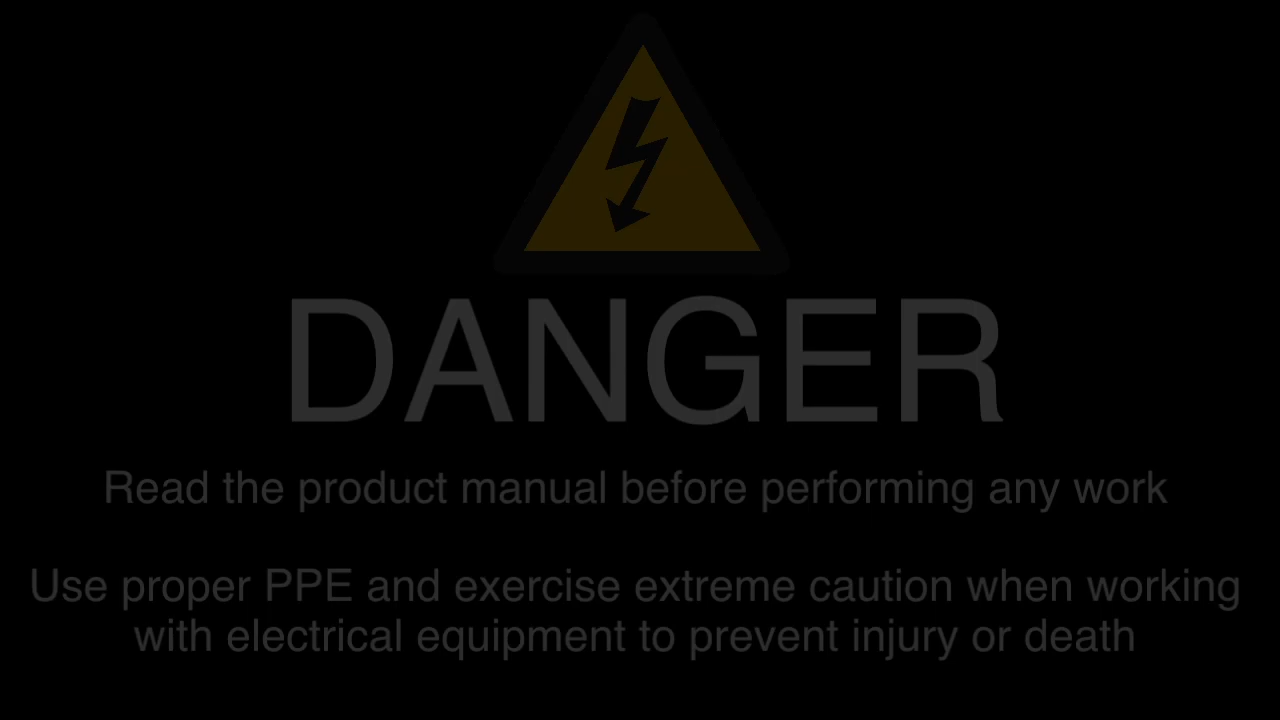 DANGER
Read the product manual before performing any work
Use proper PPE and exercise extreme caution when working
with electrical equipment to prevent injury or death